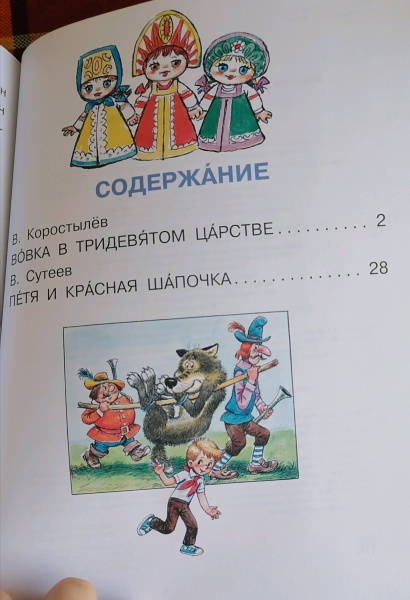 СОДЕРЖА́НИЕ
В. Коростылёв
ВО́ВКА В ТРИДЕВЯ́ТОМ ЦА́РСТВЕ.......... 2
В. Сутеев
ПЕ́ТЯ И КРА́СНАЯ ША́ПОЧКА.............. 28